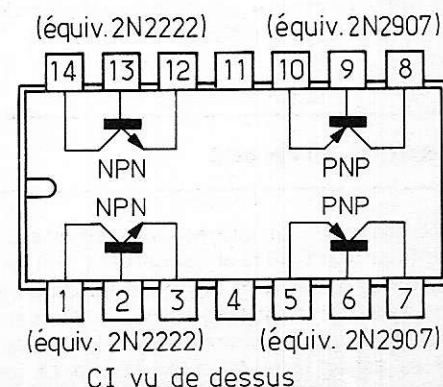 (équiv. 2N2222) (équiv. 2N2907)
14 13 12 11 10 9 8
NPN PNP
NPN PNP
1 2 3 4 5 6 7
(équiv. 2N2222) (équiv. 2N2907)
CI vu de dessus